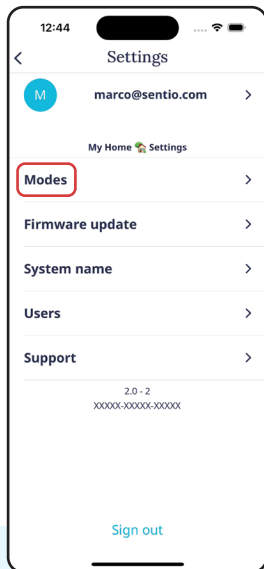 12:44
Settings
M
marco@sentio.com
My Home 🏡 Settings
Modes
Firmware update
System name
Users
Support
2.0 - 2
XXXXX-XXXXX-XXXXX
Sign out